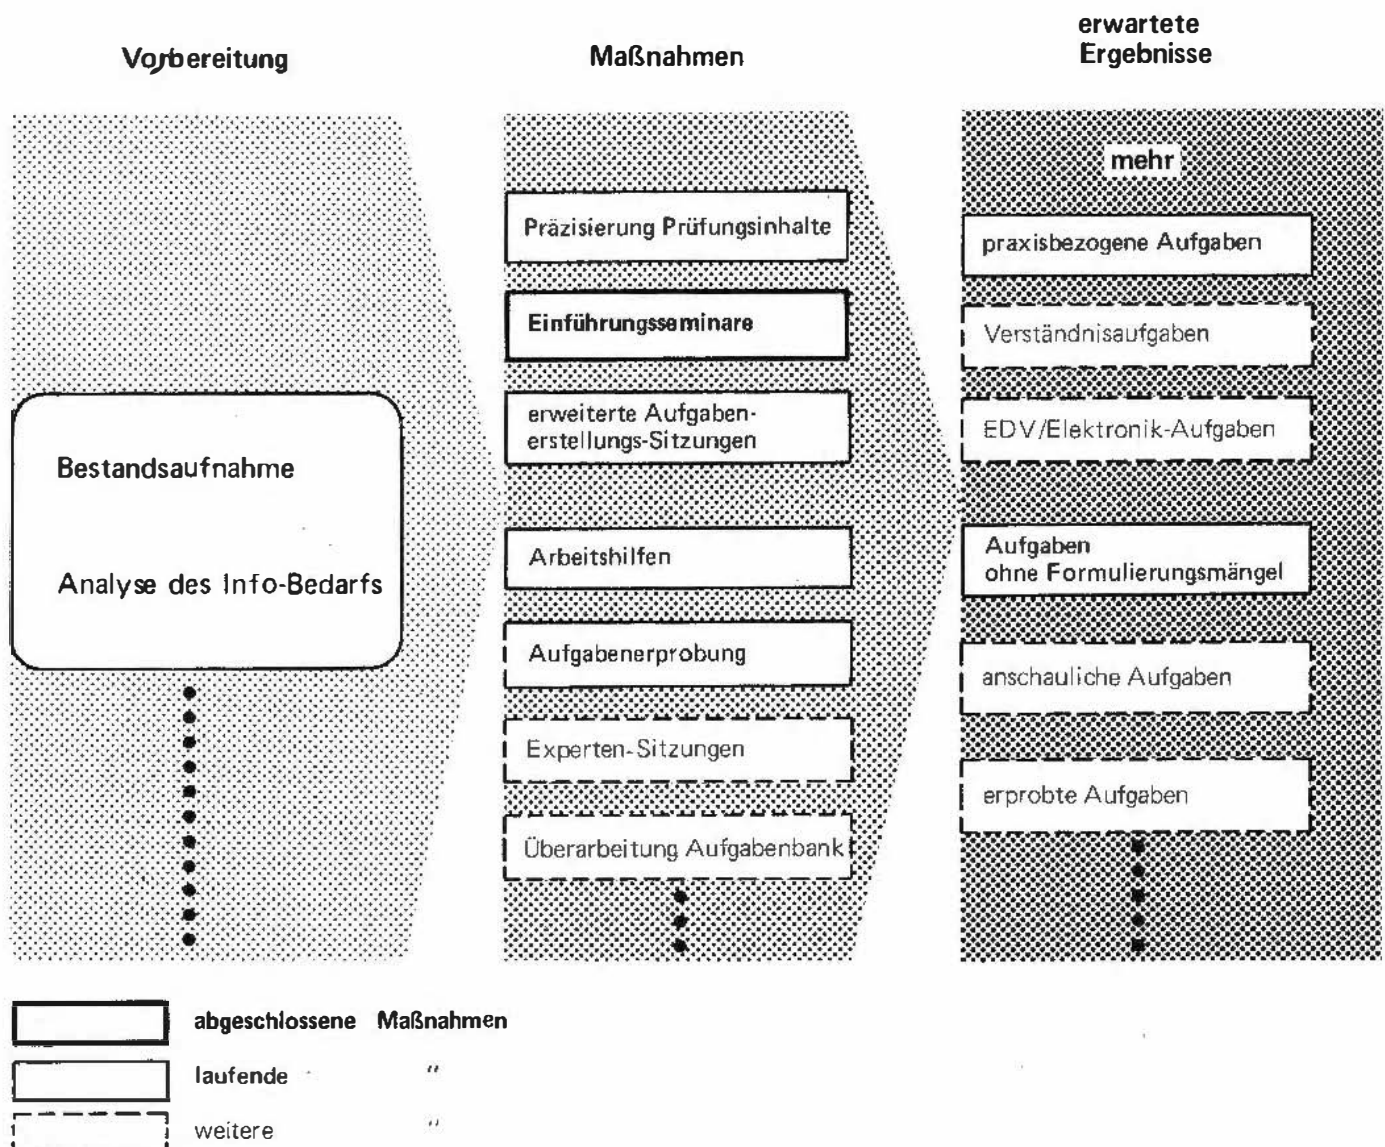 Vorbereitung
Maßnahmen
erwartete
Ergebnisse
Bestandsaufnahme
Analyse des Info-Bedarfs
Präzisierung Prüfungsinhalte
Einführungsseminare
erweiterte Aufgaben-
erstellungs-Sitzungen
Arbeitshilfen
Aufgabenerprobung
Experten-Sitzungen
Überarbeitung Aufgabenbank
mehr
praxisbezogene Aufgaben
Verständnisaufgaben
EDV/Elektronik-Aufgaben
Aufgaben
ohne Formulierungsmängel
anschauliche Aufgaben
erprobte Aufgaben
abgeschlossene Maßnahmen
laufende "
weitere "